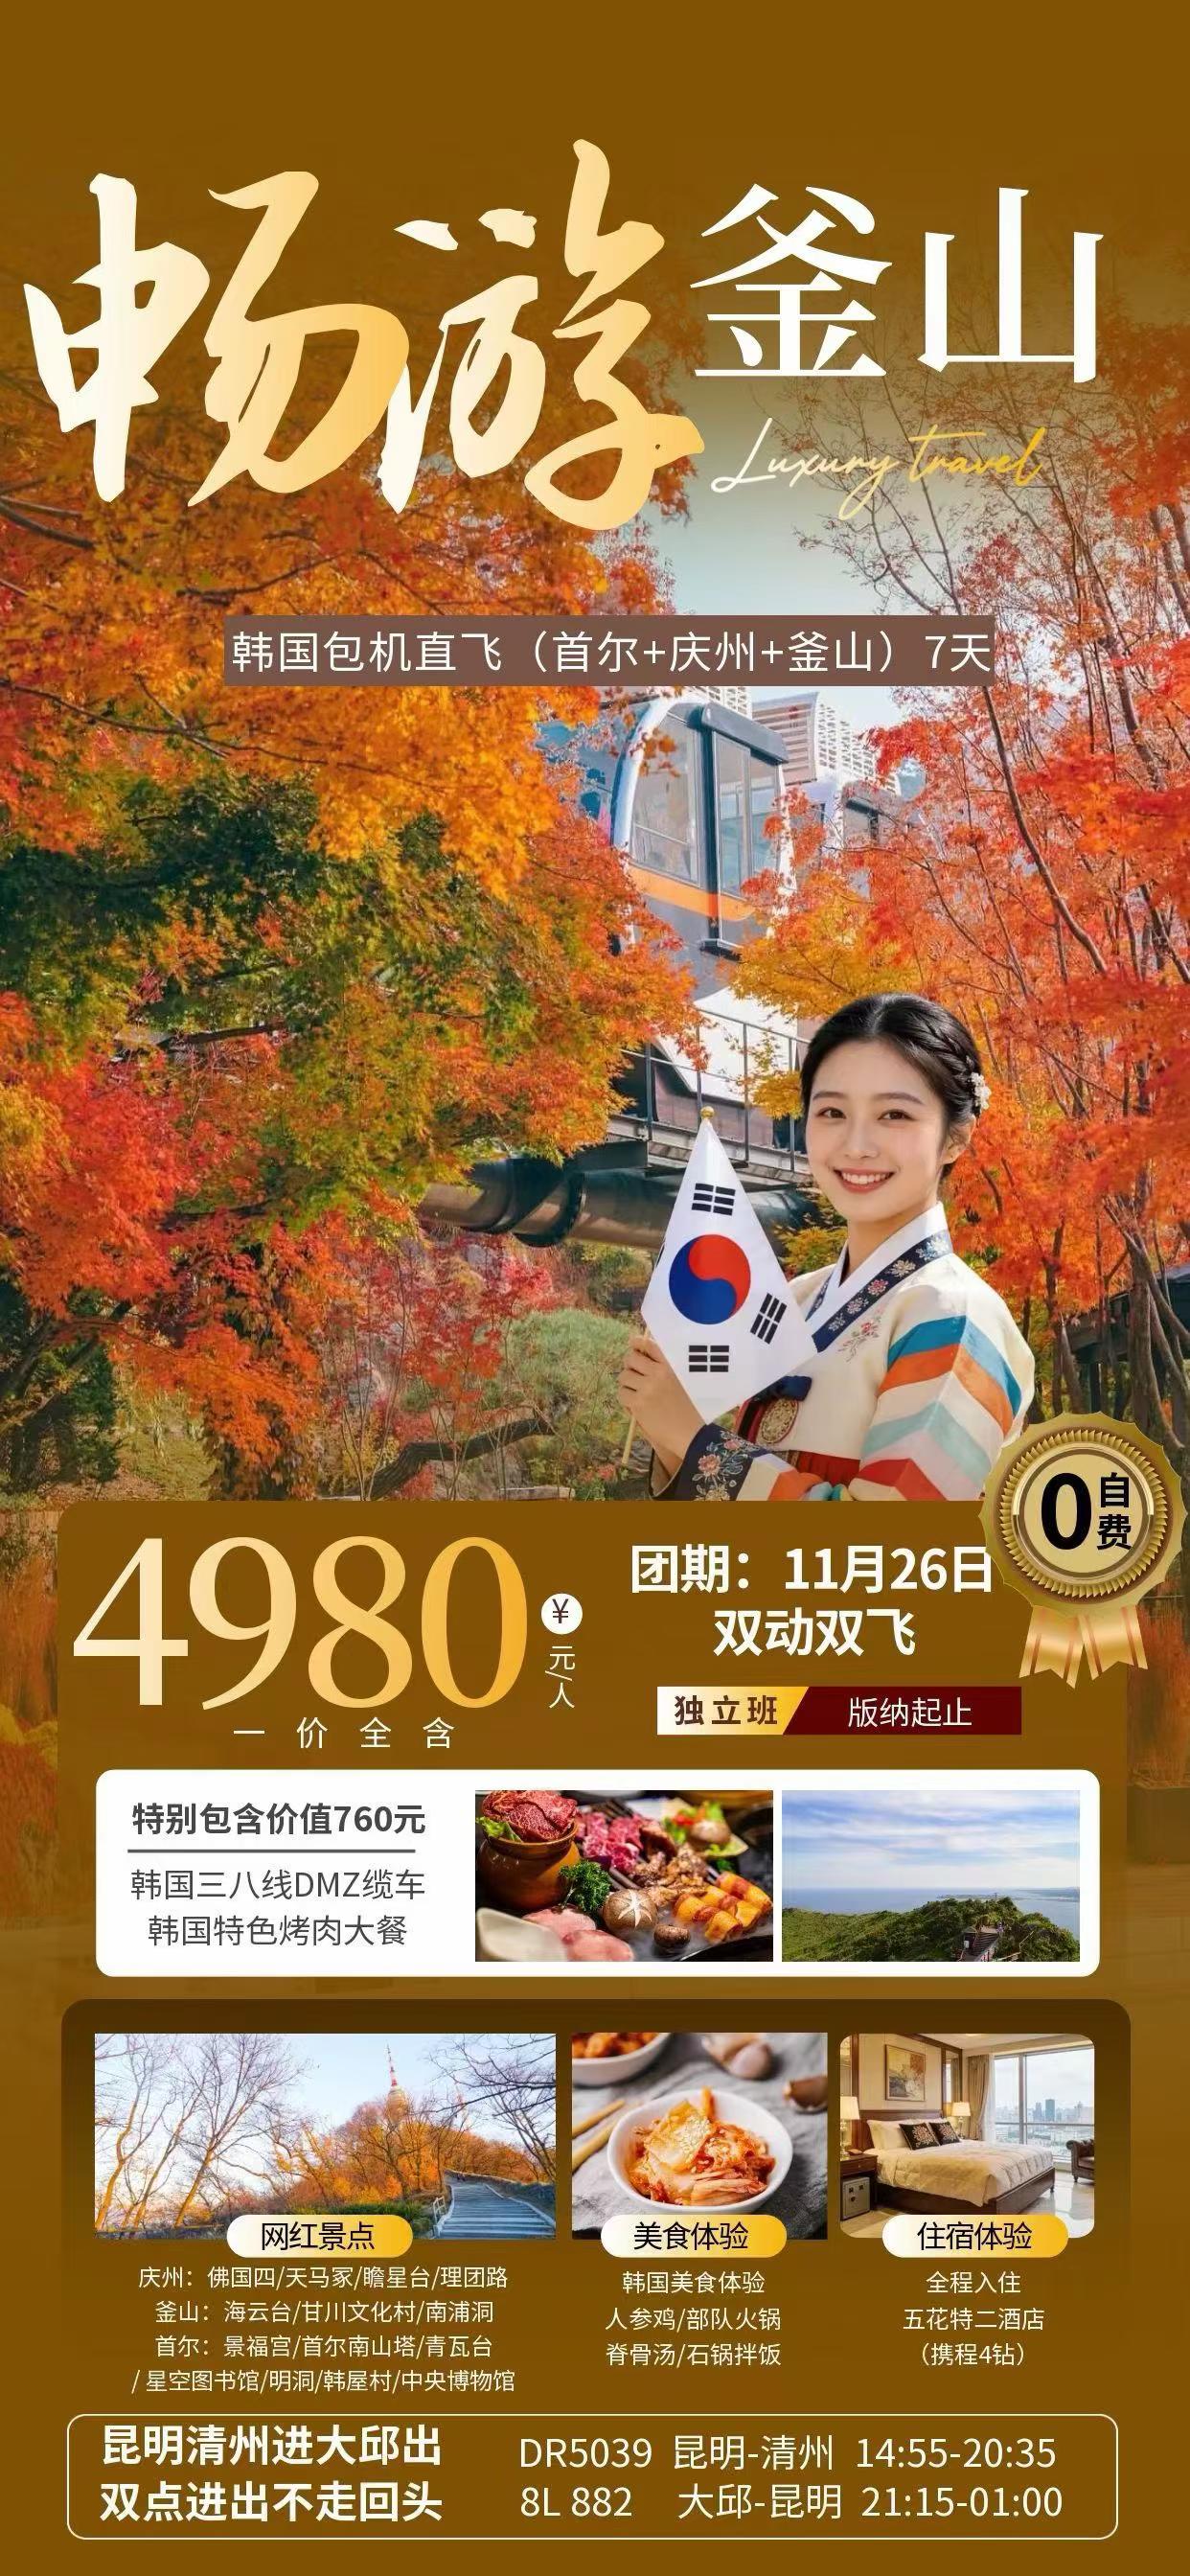 畅游釜山
Luxury travel
韩国包机直飞（首尔+庆州+釜山）7天
0自费
4980
¥
元/人
一价全含
团期：11月26日
双动双飞
独立班 版纳起止
特别包含价值760元
韩国三八线DMZ缆车
韩国特色烤肉大餐
网红景点
庆州：佛国四/天马冢/瞻星台/理团路
釜山：海云台/甘川文化村/南浦洞
首尔：景福宫/首尔南山塔/青瓦台
/ 星空图书馆/明洞/韩屋村/中央博物馆
美食体验
韩国美食体验
人参鸡/部队火锅
脊骨汤/石锅拌饭
住宿体验
全程入住
五花特二酒店
（携程4钻）
昆明清州进大邱出
双点进出不走回头
DR5039 昆明-清州 14:55-20:35
8L 882 大邱-昆明 21:15-01:00